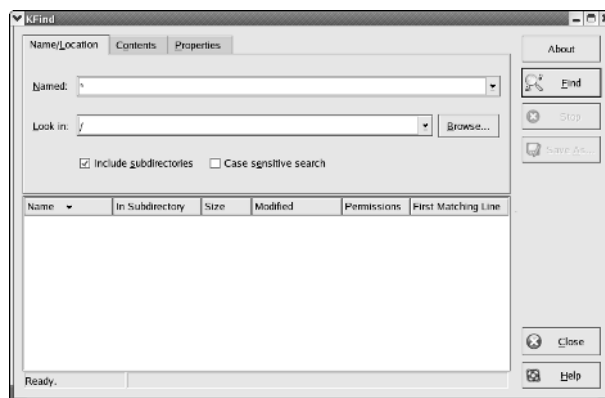 KFind
Name/Location Contents Properties
Named: *
Look in: / Browse...
Include subdirectories Case sensitive search
About
Find
Stop
Save As...
Name In Subdirectory Size Modified Permissions First Matching Line
Close
Help
Ready.